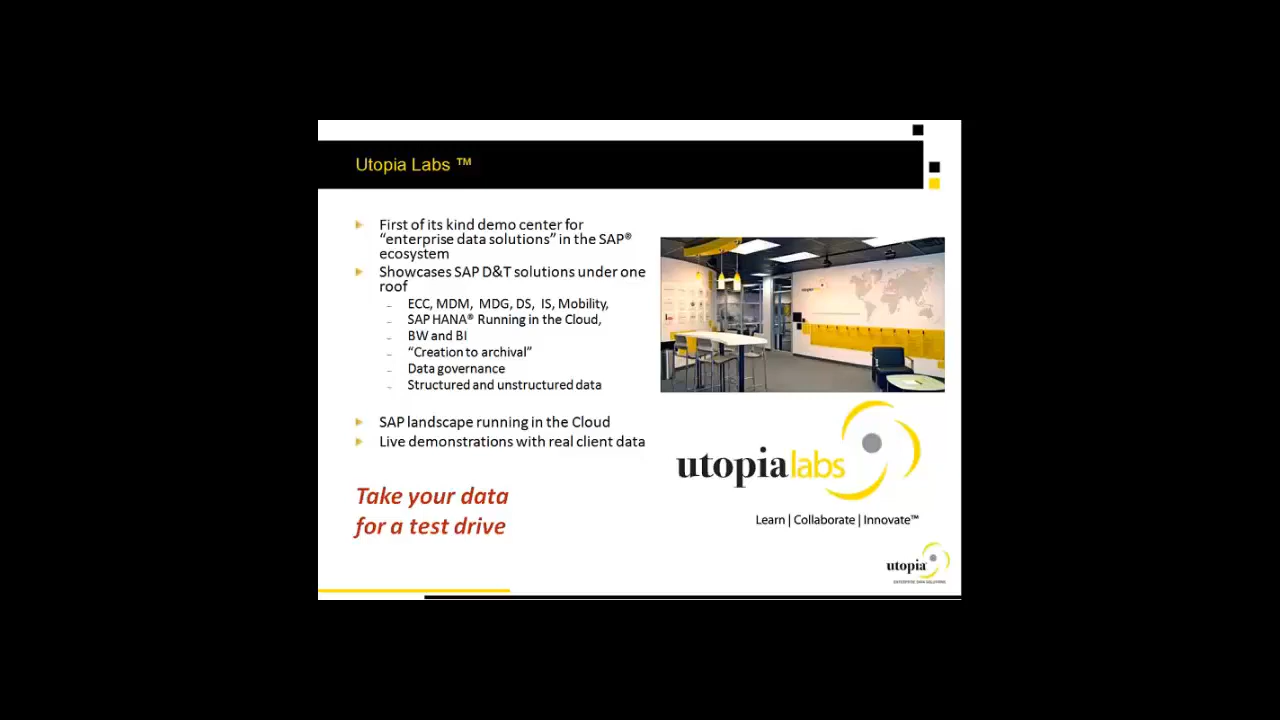 Utopia Labs ™
First of its kind demo center for
“enterprise data solutions” in the SAP®
ecosystem
Showcases SAP D&T solutions under one
roof
ECC, MDM, MDG, DS, IS, Mobility,
SAP HANA® Running in the Cloud,
BW and BI
“Creation to archival”
Data governance
Structured and unstructured data
SAP landscape running in the Cloud
Live demonstrations with real client data
Take your data
for a test drive
utopialabs
Learn | Collaborate | Innovate™
utopia
ENTERPRISE DATA SOLUTIONS